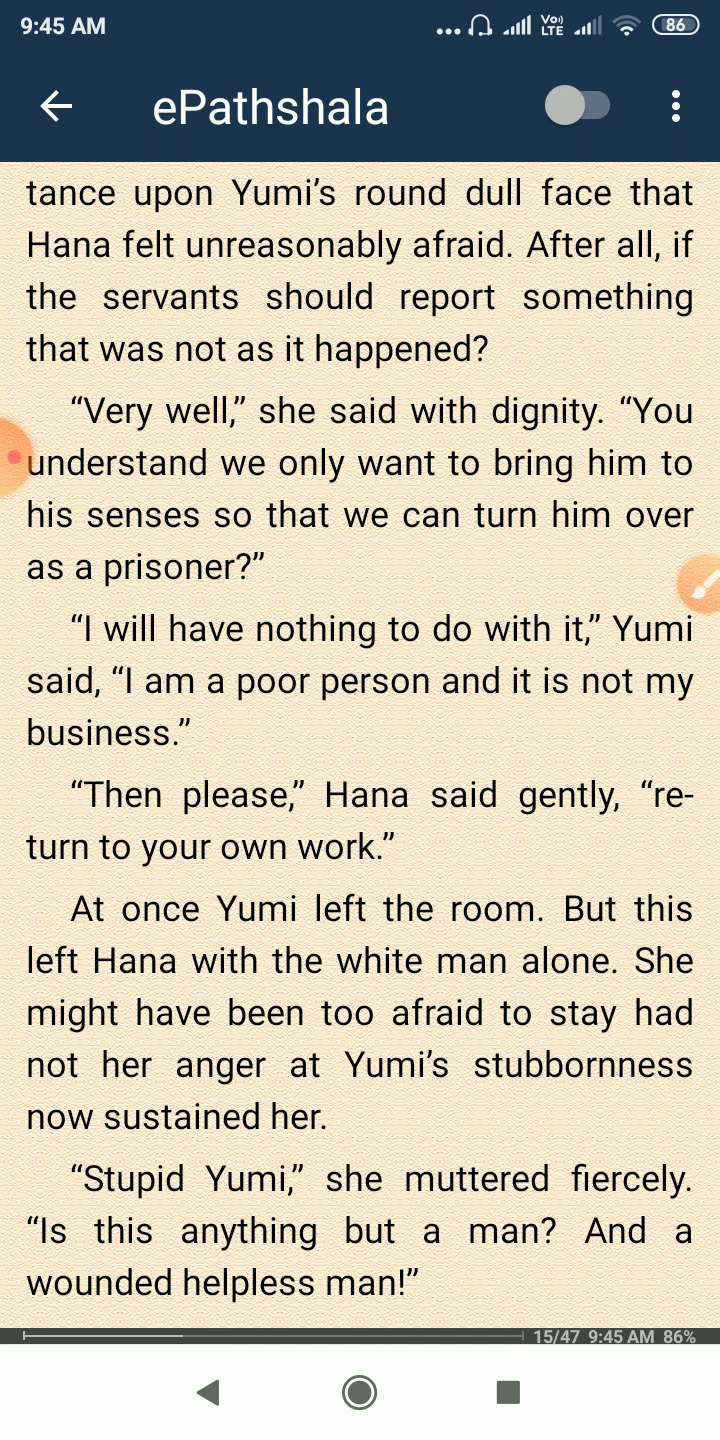 9:45 AM
... Vo)) LTE 86
ePathshala
tance upon Yumi’s round dull face that
Hana felt unreasonably afraid. After all, if
the servants should report something
that was not as it happened?
“Very well,” she said with dignity. “You
understand we only want to bring him to
his senses so that we can turn him over
as a prisoner?”
“I will have nothing to do with it,” Yumi
said, “I am a poor person and it is not my
business.”
“Then please,” Hana said gently, “re-
turn to your own work.”
At once Yumi left the room. But this
left Hana with the white man alone. She
might have been too afraid to stay had
not her anger at Yumi’s stubbornness
now sustained her.
“Stupid Yumi,” she muttered fiercely.
“Is this anything but a man? And a
wounded helpless man!”
15/47 9:45 AM 86%